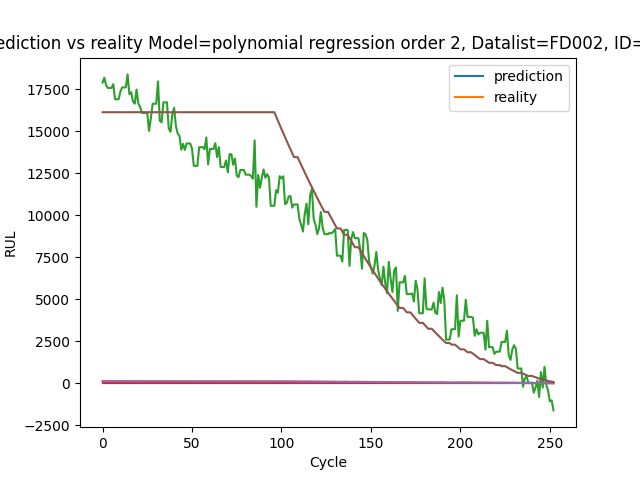 ediction vs reality Model=polynomial regression order 2, Datalist=FD002, ID=
prediction
reality
17500
15000
12500
10000
7500
5000
2500
0
−2500
RUL
0 50 100 150 200 250
Cycle